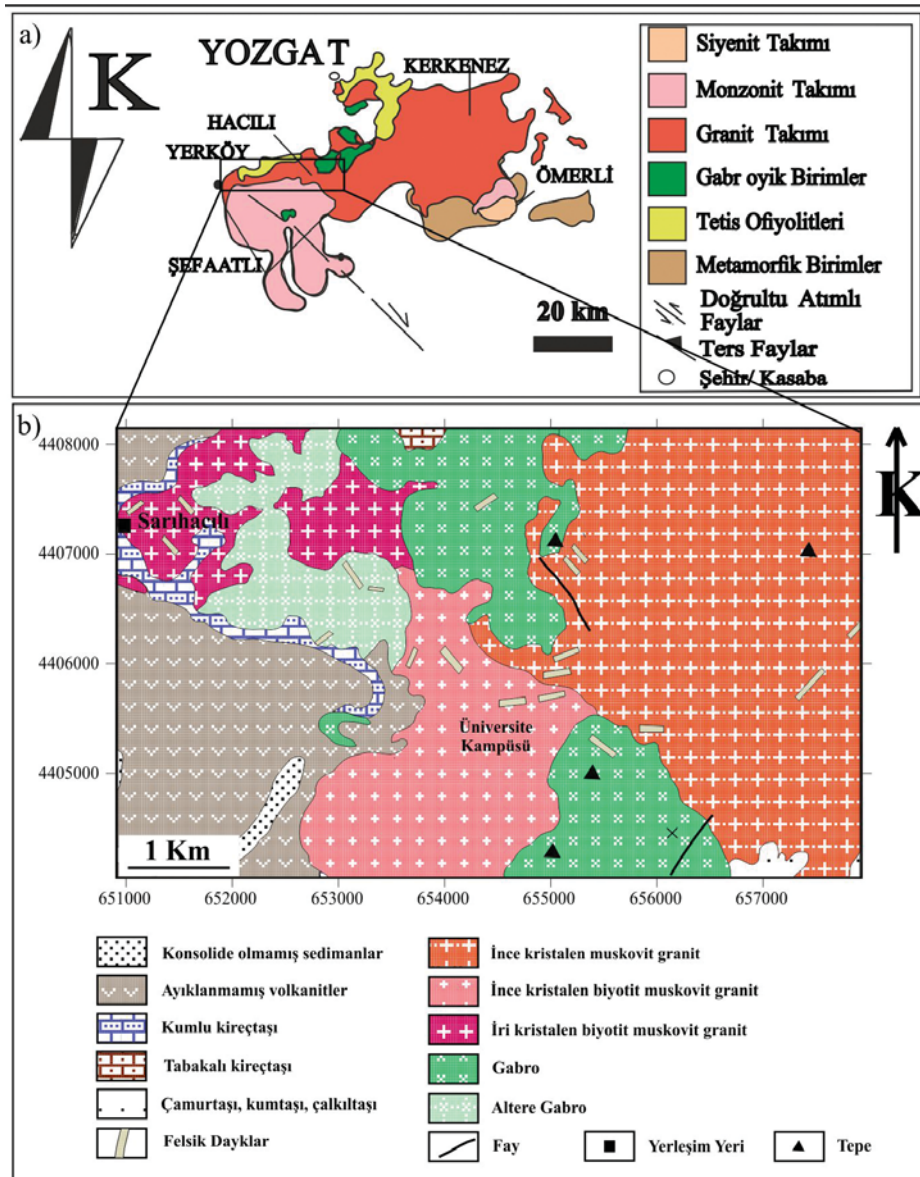 a)
K
YOZGAT
KERKENEZ
HACILI
YERKÖY
ÖMERLİ
ŞEFAATLI
20 km
Siyenit Takımı
Monzonit Takımı
Granit Takımı
Gabr oyik Birimler
Tetis Ofiyolitleri
Metamorfik Birimler
Doğrultu Atımlı
Faylar
Ters Faylar
Şehir/ Kasaba
b)
K
4408000
4407000
4406000
4405000
Sarıhacılı
Üniversite
Kampüsü
1 Km
651000 652000 653000 654000 655000 656000 657000
Konsolide olmamış sedimanlar
Ayıklanmamış volkanitler
Kumlu kireçtaşı
Tabakalı kireçtaşı
Çamurtaşı, kumtaşı, çalkıltaşı
Felsik Dayklar
İnce kristalen muskovit granit
İnce kristalen biyotit muskovit granit
İri kristalen biyotit muskovit granit
Gabro
Altere Gabro
Fay
Yerleşim Yeri
Tepe